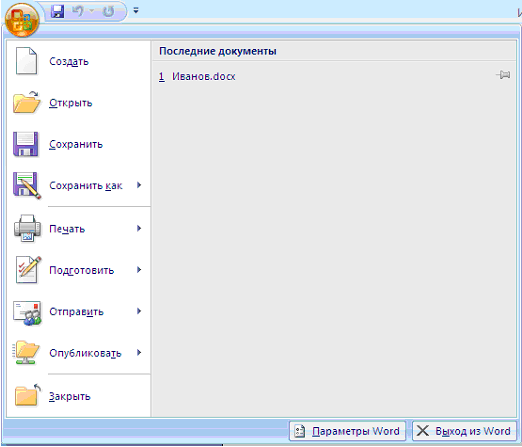 Последние документы
Создать
1 Иванов.docx
Открыть
Сохранить
Сохранить как
Печать
Подготовить
Отправить
Опубликовать
Закрыть
Параметры Word
Выход из Word